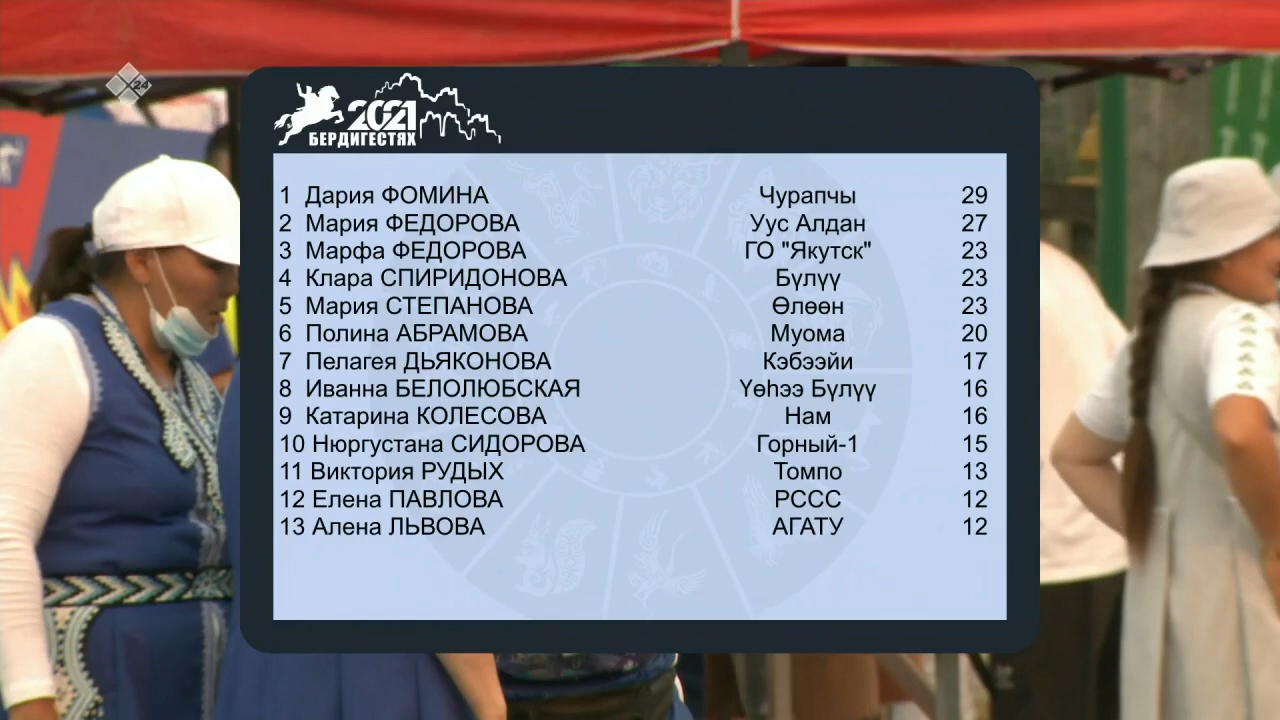 X24
2021
БЕРДИГЕСТЯХ
1 Дария ФОМИНА Чурапчы 29
2 Мария ФЕДОРОВА Уус Алдан 27
3 Марфа ФЕДОРОВА ГО "Якутск" 23
4 Клара СПИРИДОНОВА Бүлүү 23
5 Мария СТЕПАНОВА Өлөөн 23
6 Полина АБРАМОВА Муома 20
7 Пелагея ДЬЯКОНОВА Кэбээйи 17
8 Иванна БЕЛОЛЮБСКАЯ Үөһээ Бүлүү 16
9 Катарина КОЛЕСОВА Нам 16
10 Нюргустана СИДОРОВА Горный-1 15
11 Виктория РУДЫХ Томпо 13
12 Елена ПАВЛОВА РССС 12
13 Алена ЛЬВОВА АГАТУ 12